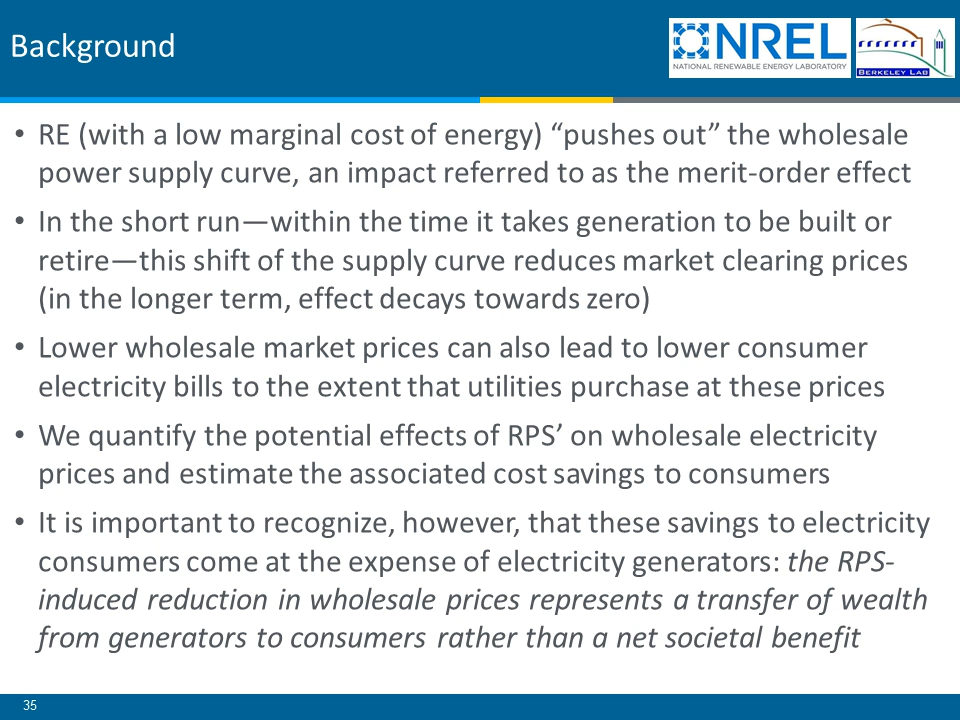 Background
NREL
NATIONAL RENEWABLE ENERGY LABORATORY
BERKELEY LAB
• RE (with a low marginal cost of energy) “pushes out” the wholesale
power supply curve, an impact referred to as the merit-order effect
• In the short run—within the time it takes generation to be built or
retire—this shift of the supply curve reduces market clearing prices
(in the longer term, effect decays towards zero)
• Lower wholesale market prices can also lead to lower consumer
electricity bills to the extent that utilities purchase at these prices
• We quantify the potential effects of RPS’ on wholesale electricity
prices and estimate the associated cost savings to consumers
• It is important to recognize, however, that these savings to electricity
consumers come at the expense of electricity generators: the RPS-
induced reduction in wholesale prices represents a transfer of wealth
from generators to consumers rather than a net societal benefit
35